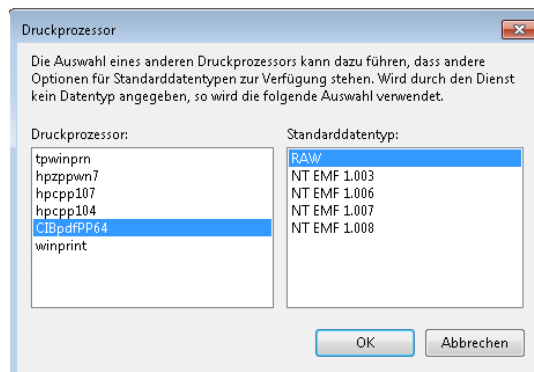 Druckprozessor
Die Auswahl eines anderen Druckprozessors kann dazu führen, dass andere
Optionen für Standarddatentypen zur Verfügung stehen. Wird durch den Dienst
kein Datentyp angegeben, so wird die folgende Auswahl verwendet.
Druckprozessor:
tpwinprn
hpzppwn7
hpcpp107
hpcpp104
CIBpdfPP64
winprint
Standarddatentyp:
RAW
NT EMF 1.003
NT EMF 1.006
NT EMF 1.007
NT EMF 1.008
OK
Abbrechen